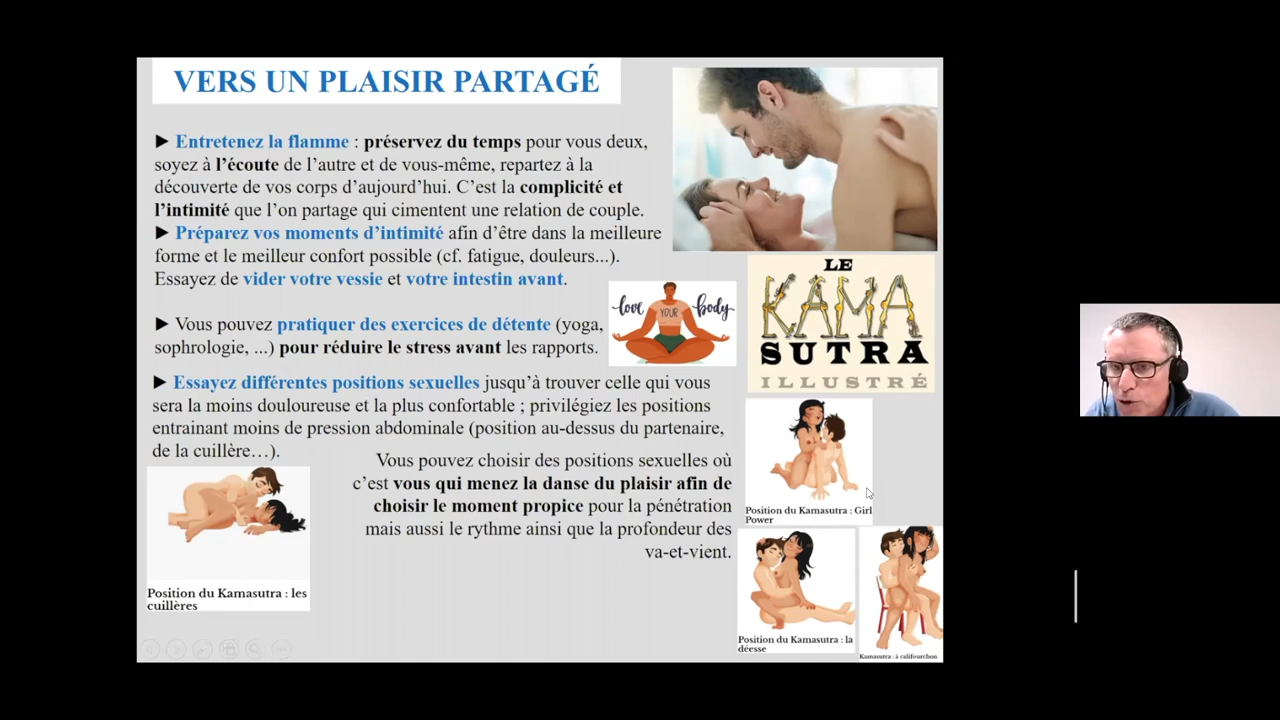 VERS UN PLAISIR PARTAGÉ
► Entretenez la flamme : préservez du temps pour vous deux,
soyez à l'écoute de l'autre et de vous-même, repartez à la
découverte de vos corps d'aujourd'hui. C'est la complicité et
l'intimité que l'on partage qui cimentent une relation de couple.
► Préparez vos moments d'intimité afin d'être dans la meilleure
forme et le meilleur confort possible (cf. fatigue, douleurs...).
Essayez de vider votre vessie et votre intestin avant.
► Vous pouvez pratiquer des exercices de détente (yoga,
sophrologie, ...) pour réduire le stress avant les rapports.
love YOUR body
LE
KAMA
SUTRA
ILLUSTRÉ
► Essayez différentes positions sexuelles jusqu'à trouver celle qui vous
sera la moins douloureuse et la plus confortable ; privilégiez les positions
entrainant moins de pression abdominale (position au-dessus du partenaire,
de la cuillère…).
Vous pouvez choisir des positions sexuelles où
c'est vous qui menez la danse du plaisir afin de
choisir le moment propice pour la pénétration
mais aussi le rythme ainsi que la profondeur des
va-et-vient.
Position du Kamasutra : les
cuillères
Position du Kamasutra : Girl
Power
Position du Kamasutra : la
déesse
Kamasutra : à califourchon